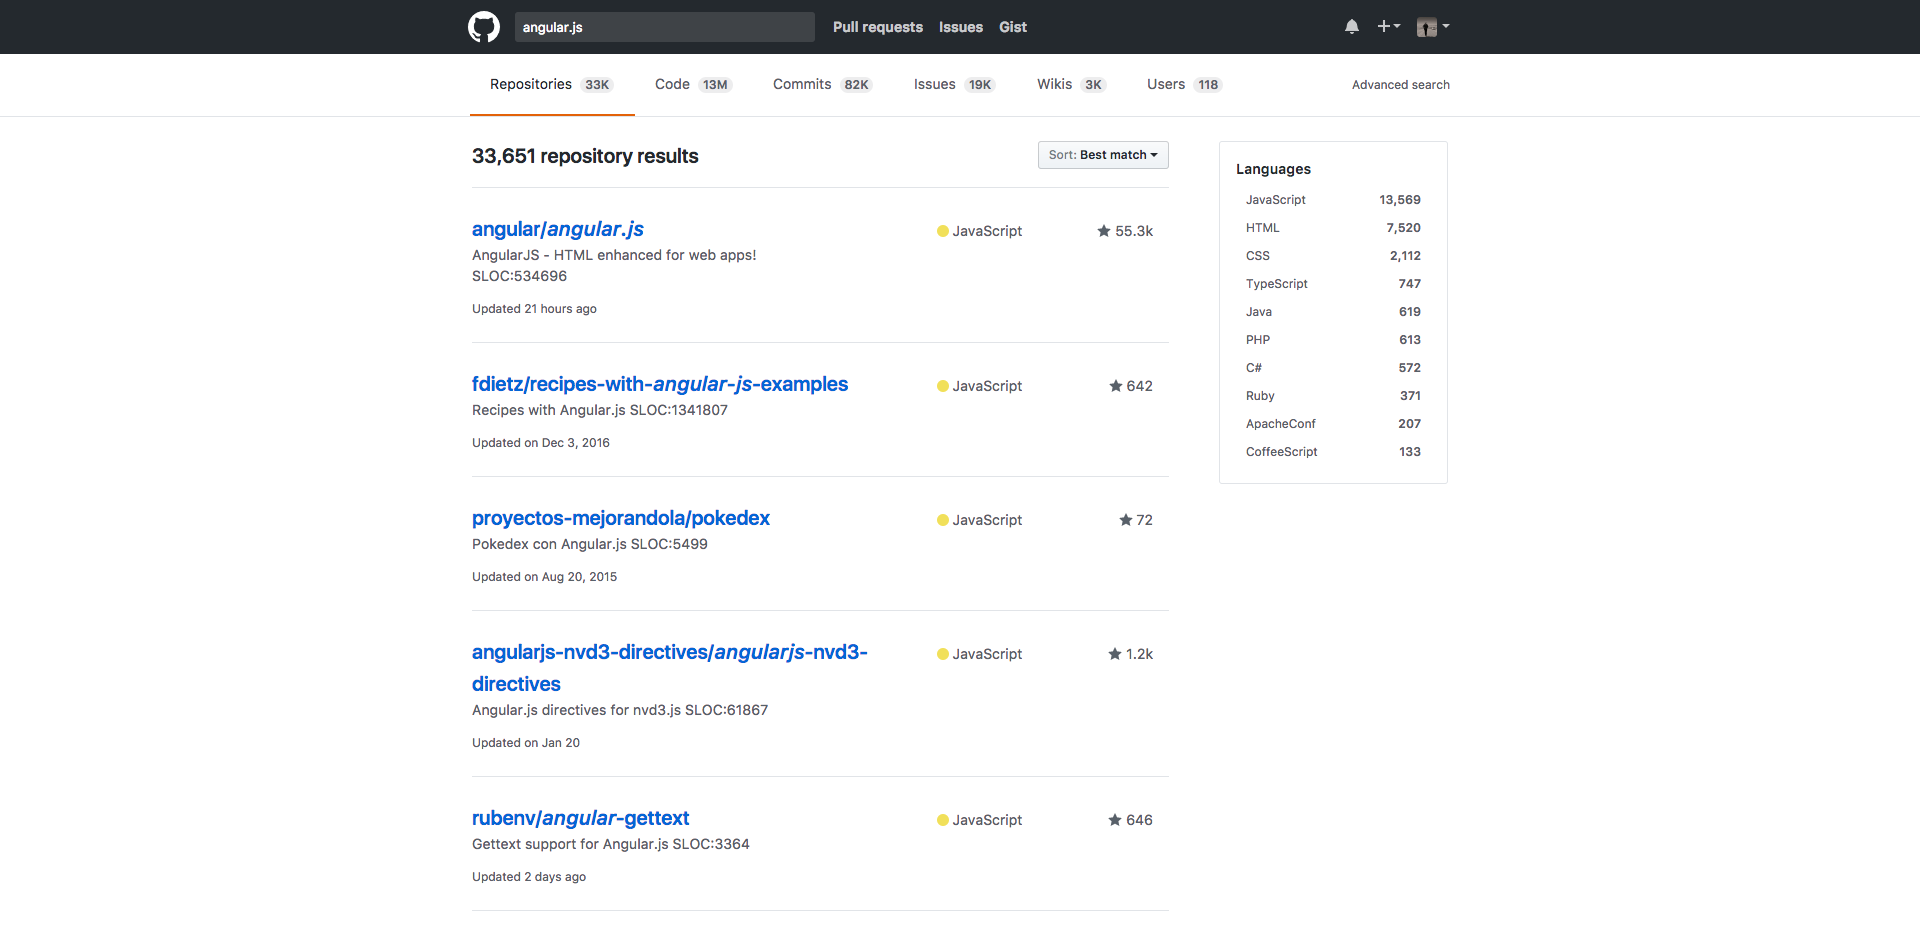 angular.js Pull requests Issues Gist
Repositories 33K Code 13M Commits 82K Issues 19K Wikis 3K Users 118 Advanced search
33,651 repository results
Sort: Best match
angular/angular.js
JavaScript
55.3k
AngularJS - HTML enhanced for web apps!
SLOC:534696
Updated 21 hours ago
fdietz/recipes-with-angular-js-examples
JavaScript
642
Recipes with Angular.js SLOC:1341807
Updated on Dec 3, 2016
proyectos-mejorandola/pokedex
JavaScript
72
Pokedex con Angular.js SLOC:5499
Updated on Aug 20, 2015
angularjs-nvd3-directives/angularjs-nvd3-
directives
JavaScript
1.2k
Angular.js directives for nvd3.js SLOC:61867
Updated on Jan 20
rubenv/angular-gettext
JavaScript
646
Gettext support for Angular.js SLOC:3364
Updated 2 days ago
Languages
JavaScript 13,569
HTML 7,520
CSS 2,112
TypeScript 747
Java 619
PHP 613
C# 572
Ruby 371
ApacheConf 207
CoffeeScript 133